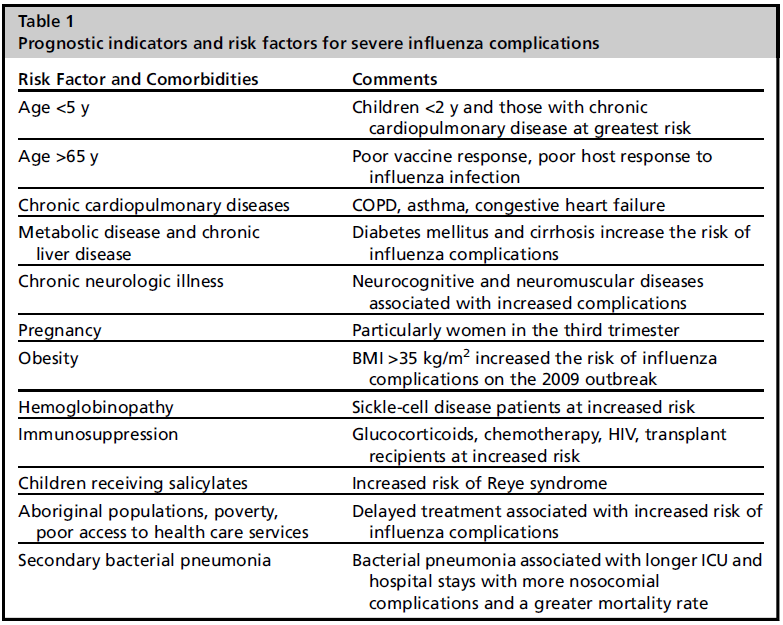 Table 1
Prognostic indicators and risk factors for severe influenza complications
Risk Factor and Comorbidities Comments
Age <5 y Children <2 y and those with chronic
cardiopulmonary disease at greatest risk
Age >65 y Poor vaccine response, poor host response to
influenza infection
Chronic cardiopulmonary diseases COPD, asthma, congestive heart failure
Metabolic disease and chronic Diabetes mellitus and cirrhosis increase the risk of
liver disease influenza complications
Chronic neurologic illness Neurocognitive and neuromuscular diseases
associated with increased complications
Pregnancy Particularly women in the third trimester
Obesity BMI >35 kg/m² increased the risk of influenza
complications on the 2009 outbreak
Hemoglobinopathy Sickle-cell disease patients at increased risk
Immunosuppression Glucocorticoids, chemotherapy, HIV, transplant
recipients at increased risk
Children receiving salicylates Increased risk of Reye syndrome
Aboriginal populations, poverty, Delayed treatment associated with increased risk of
poor access to health care services influenza complications
Secondary bacterial pneumonia Bacterial pneumonia associated with longer ICU and
hospital stays with more nosocomial
complications and a greater mortality rate